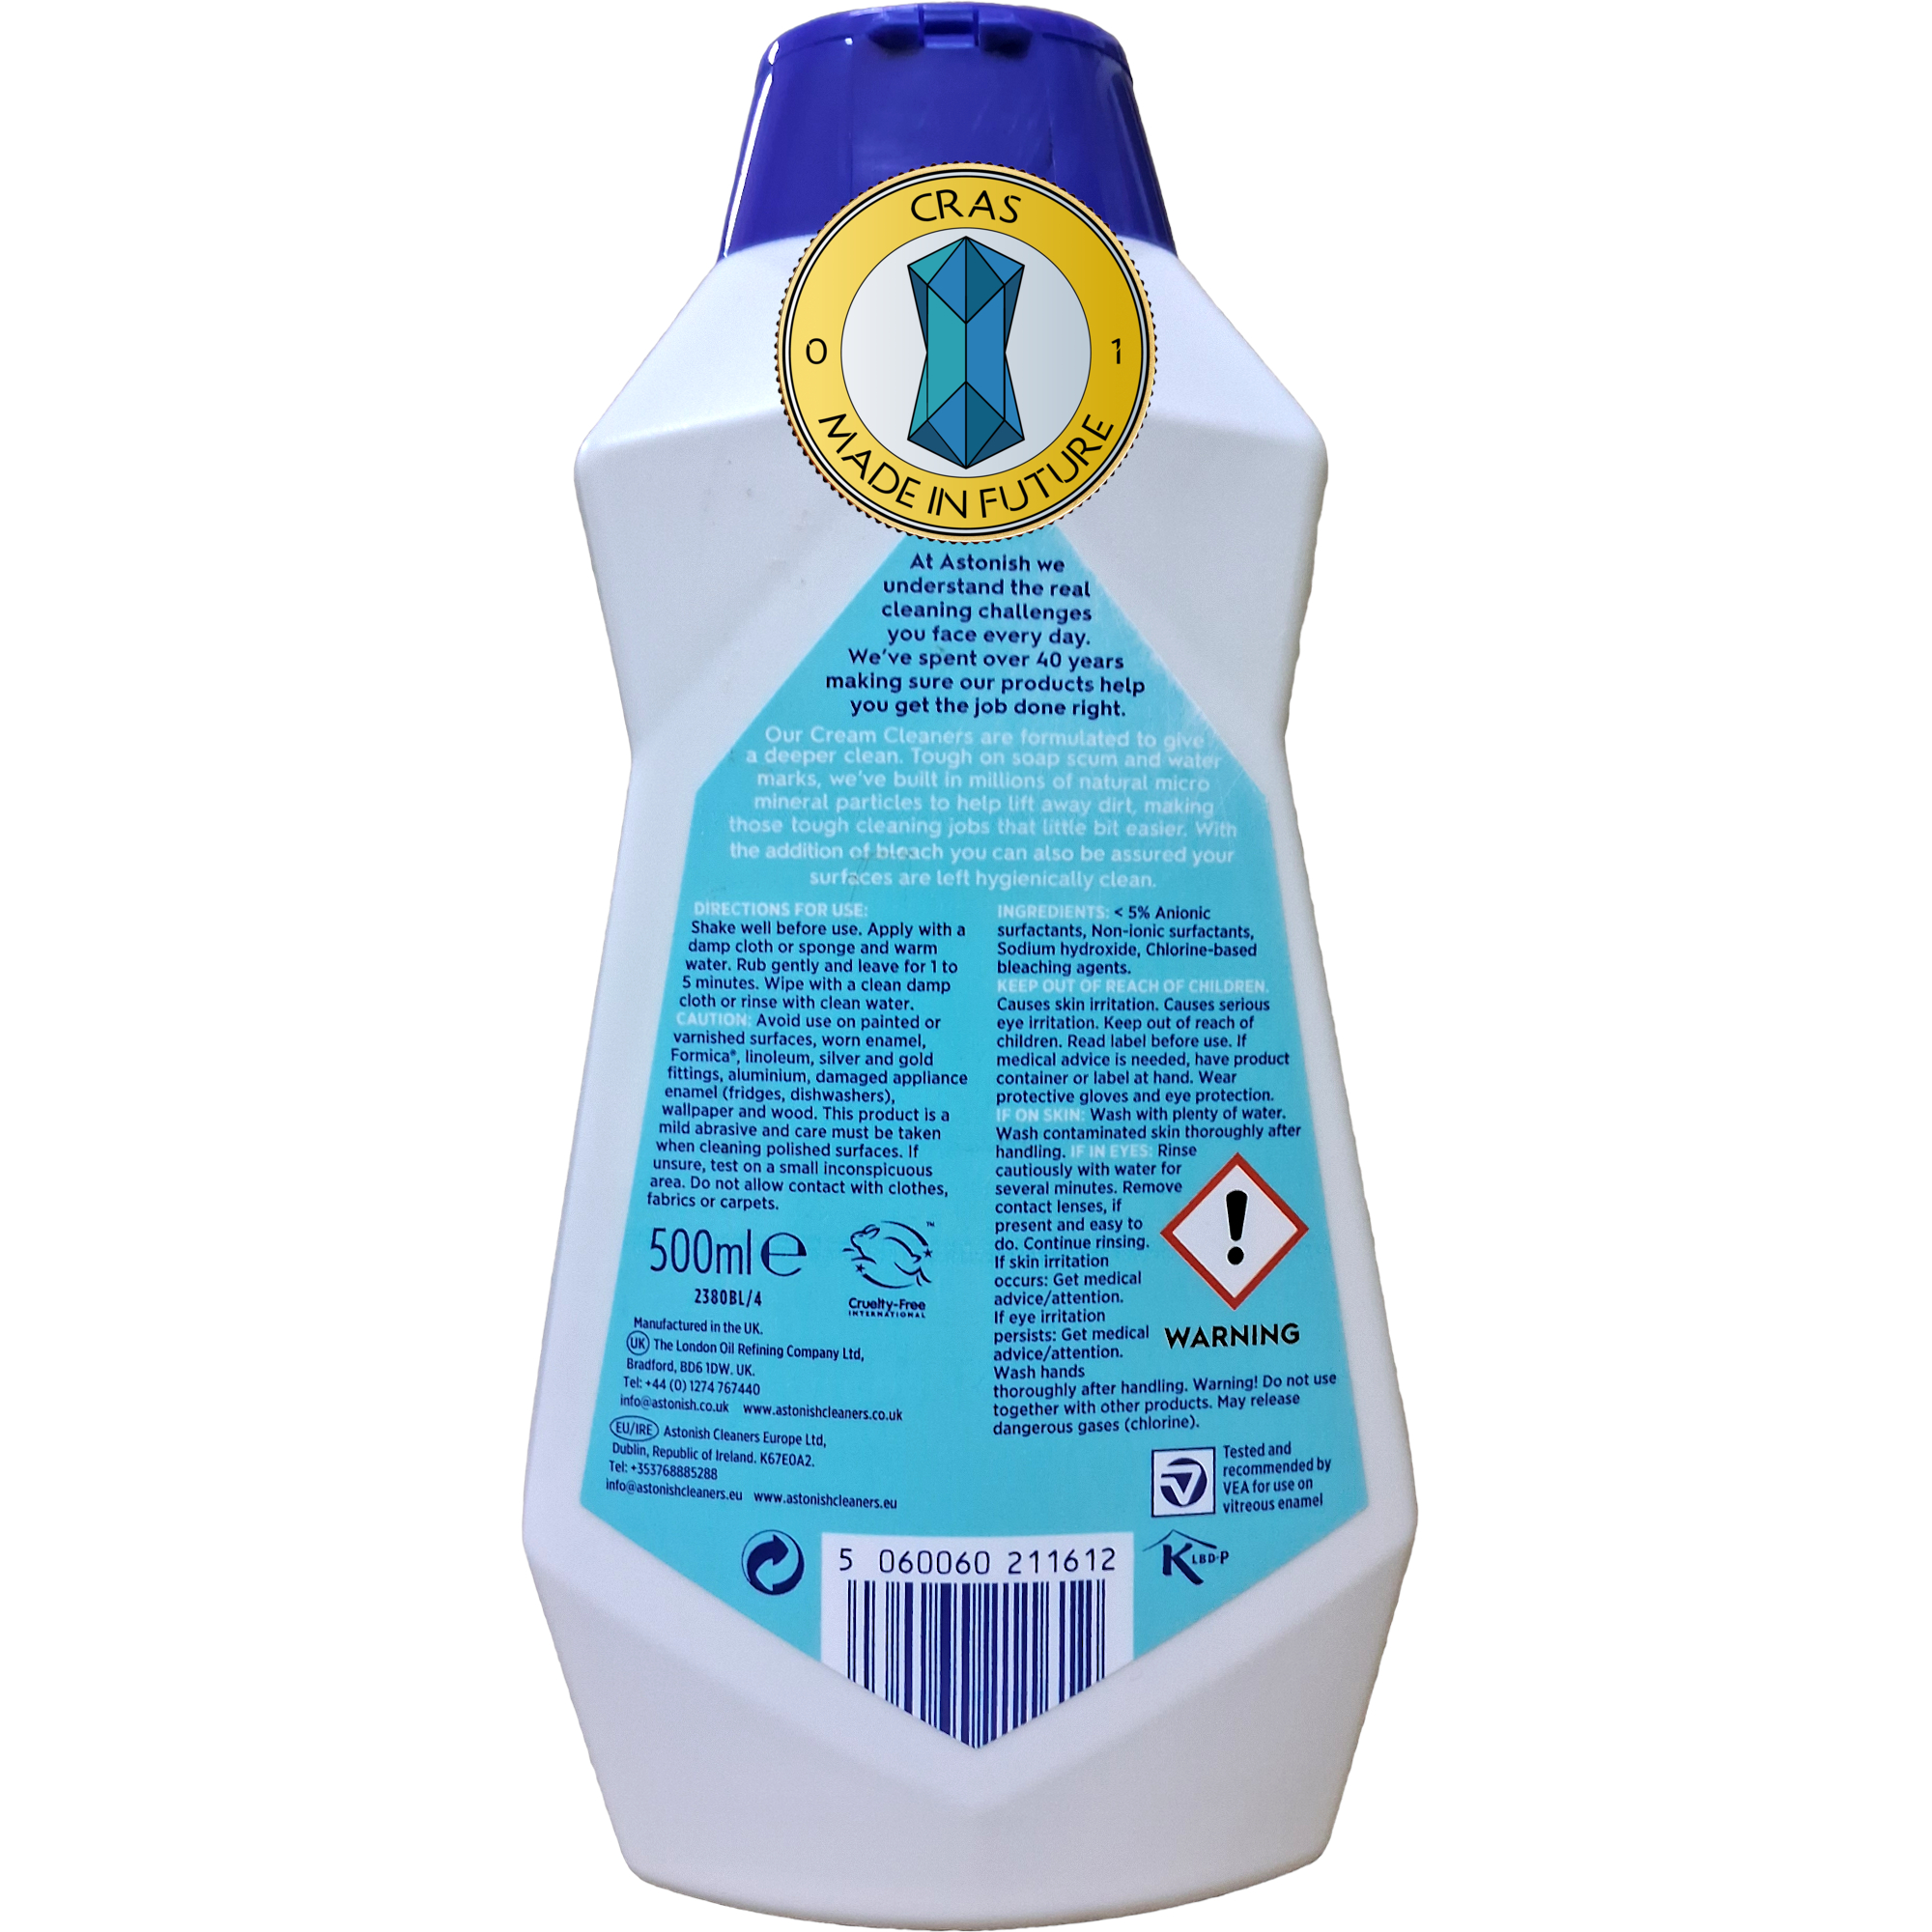 CRAS
0 1
MADE IN FUTURE
At Astonish we
understand the real
cleaning challenges
you face every day.
We've spent over 40 years
making sure our products help
you get the job done right.
Our Cream Cleaners are formulated to give
a deeper clean. Tough on soap scum and water
marks, we've built in millions of natural micro
mineral particles to help lift away dirt, making
those tough cleaning jobs that little bit easier. With
the addition of bleach you can also be assured your
surfaces are left hygienically clean.
DIRECTIONS FOR USE:
Shake well before use. Apply with a
damp cloth or sponge and warm
water. Rub gently and leave for 1 to
5 minutes. Wipe with a clean damp
cloth or rinse with clean water.
CAUTION: Avoid use on painted or
varnished surfaces, worn enamel,
Formica®, linoleum, silver and gold
fittings, aluminium, damaged appliance
enamel (fridges, dishwashers),
wallpaper and wood. This product is a
mild abrasive and care must be taken
when cleaning polished surfaces. If
unsure, test on a small inconspicuous
area. Do not allow contact with clothes,
fabrics or carpets.
500ml e
2380BL/4
TM
Cruelty-Free
INTERNATIONAL
Manufactured in the UK.
UK The London Oil Refining Company Ltd,
Bradford, BD6 1DW. UK.
Tel: +44 (0) 1274 767440
info@astonish.co.uk www.astonishcleaners.co.uk
EU/IRE Astonish Cleaners Europe Ltd,
Dublin, Republic of Ireland. K67E0A2.
Tel: +353768885288
info@astonishcleaners.eu www.astonishcleaners.eu
INGREDIENTS: < 5% Anionic
surfactants, Non-ionic surfactants,
Sodium hydroxide, Chlorine-based
bleaching agents.
KEEP OUT OF REACH OF CHILDREN.
Causes skin irritation. Causes serious
eye irritation. Keep out of reach of
children. Read label before use. If
medical advice is needed, have product
container or label at hand. Wear
protective gloves and eye protection.
IF ON SKIN: Wash with plenty of water.
Wash contaminated skin thoroughly after
handling. IF IN EYES: Rinse
cautiously with water for
several minutes. Remove
contact lenses, if
present and easy to
do. Continue rinsing.
If skin irritation
occurs: Get medical
advice/attention.
If eye irritation
persists: Get medical
advice/attention.
Wash hands
thoroughly after handling. Warning! Do not use
together with other products. May release
dangerous gases (chlorine).
!
WARNING
Tested and
recommended by
VEA for use on
vitreous enamel
5 060060 211612
K LBD-P